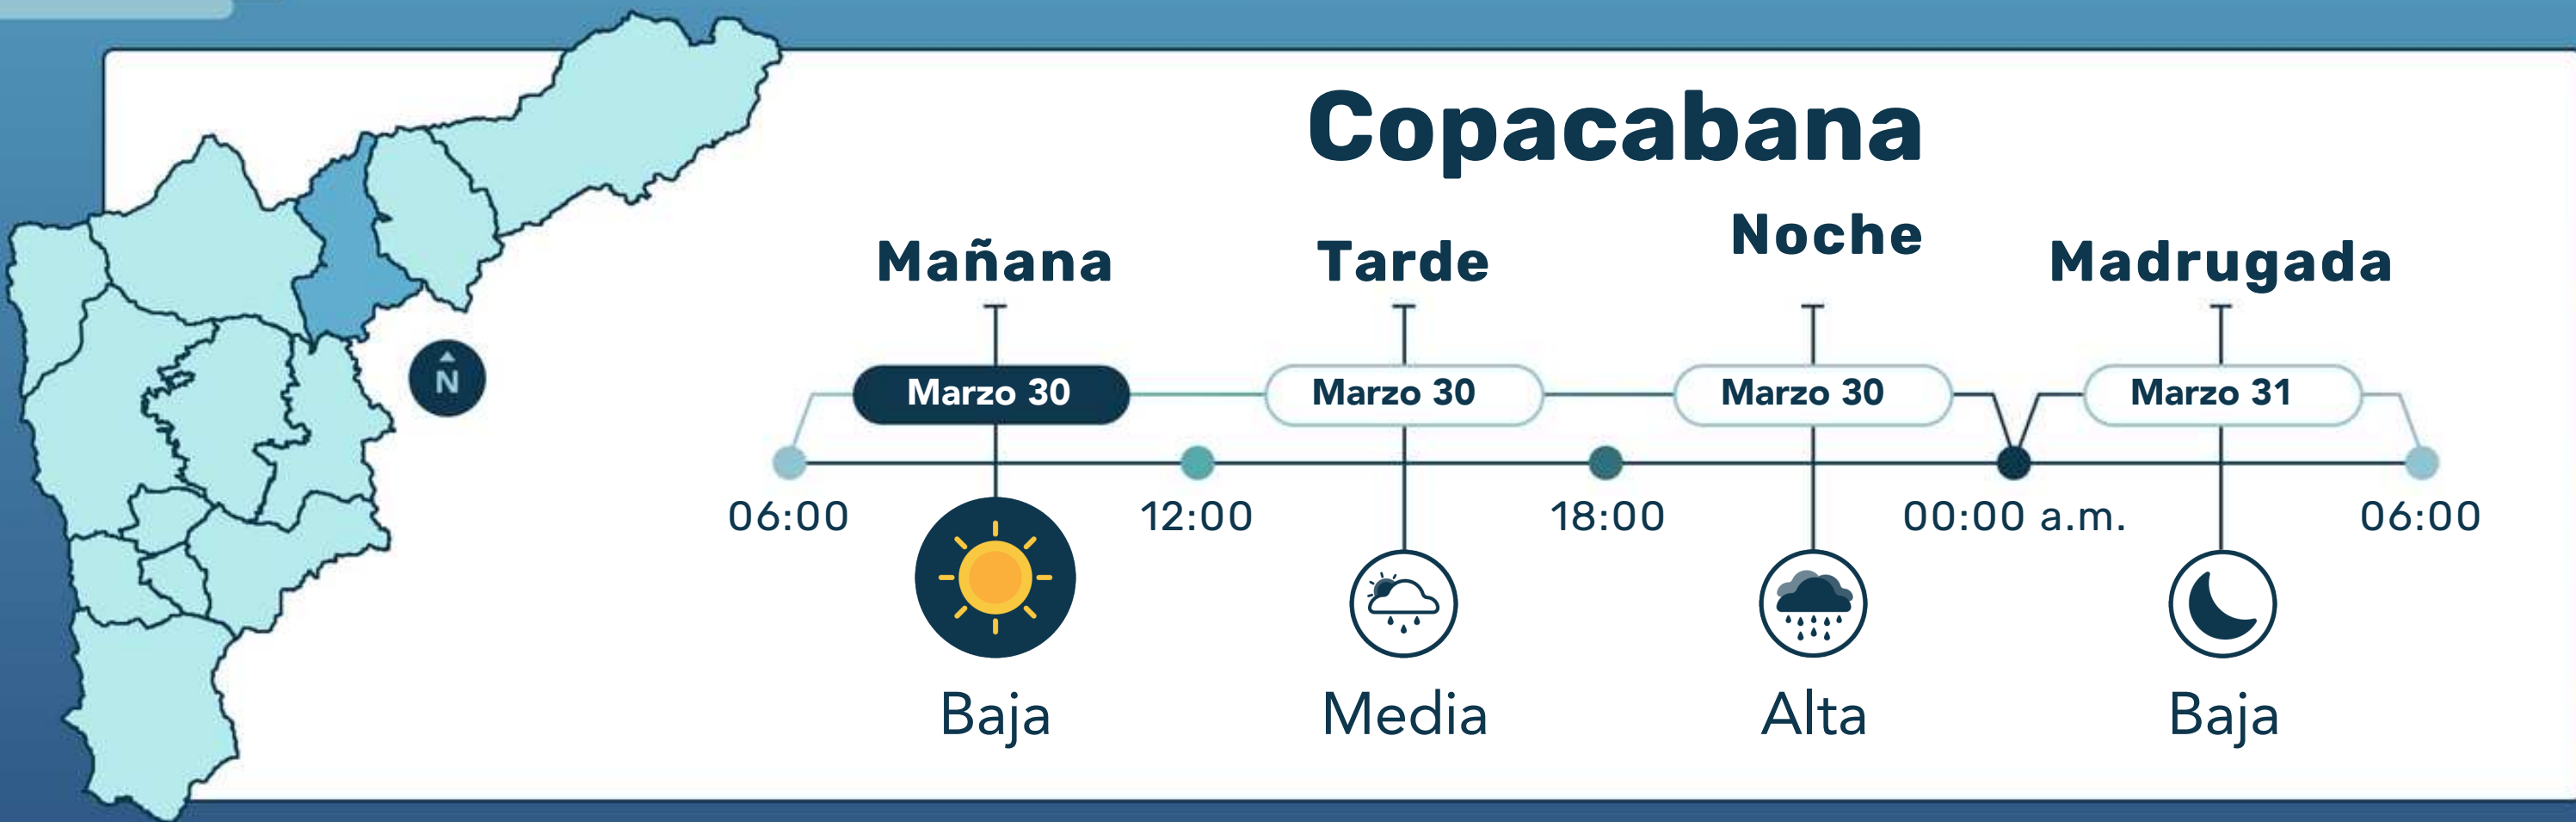 Copacabana
Mañana
Tarde
Noche
Madrugada
Marzo 30
Marzo 30
Marzo 30
Marzo 31
N
06:00
12:00
18:00
00:00 a.m.
06:00
Baja
Media
Alta
Baja